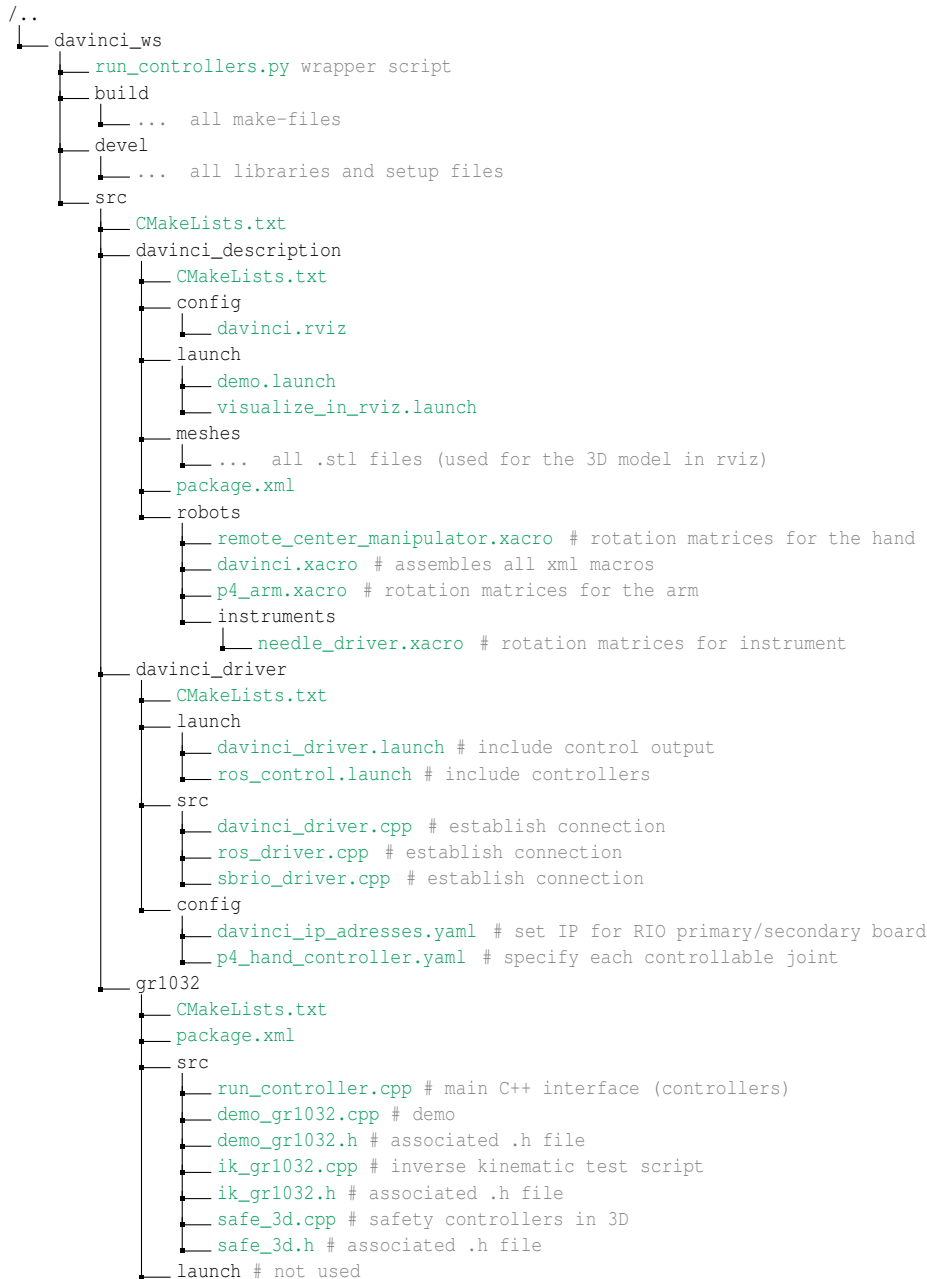 /..
davinci_ws
run_controllers.py wrapper script
build
... all make-files
devel
... all libraries and setup files
src
CMakeLists.txt
davinci_description
CMakeLists.txt
config
davinci.rviz
launch
demo.launch
visualize_in_rviz.launch
meshes
... all .stl files (used for the 3D model in rviz)
package.xml
robots
remote_center_manipulator.xacro # rotation matrices for the hand
davinci.xacro # assembles all xml macros
p4_arm.xacro # rotation matrices for the arm
instruments
needle_driver.xacro # rotation matrices for instrument
davinci_driver
CMakeLists.txt
launch
davinci_driver.launch # include control output
ros_control.launch # include controllers
src
davinci_driver.cpp # establish connection
ros_driver.cpp # establish connection
sbrio_driver.cpp # establish connection
config
davinci_ip_adresses.yaml # set IP for RIO primary/secondary board
p4_hand_controller.yaml # specify each controllable joint
gr1032
CMakeLists.txt
package.xml
src
run_controller.cpp # main C++ interface (controllers)
demo_gr1032.cpp # demo
demo_gr1032.h # associated .h file
ik_gr1032.cpp # inverse kinematic test script
ik_gr1032.h # associated .h file
safe_3d.cpp # safety controllers in 3D
safe_3d.h # associated .h file
launch # not used